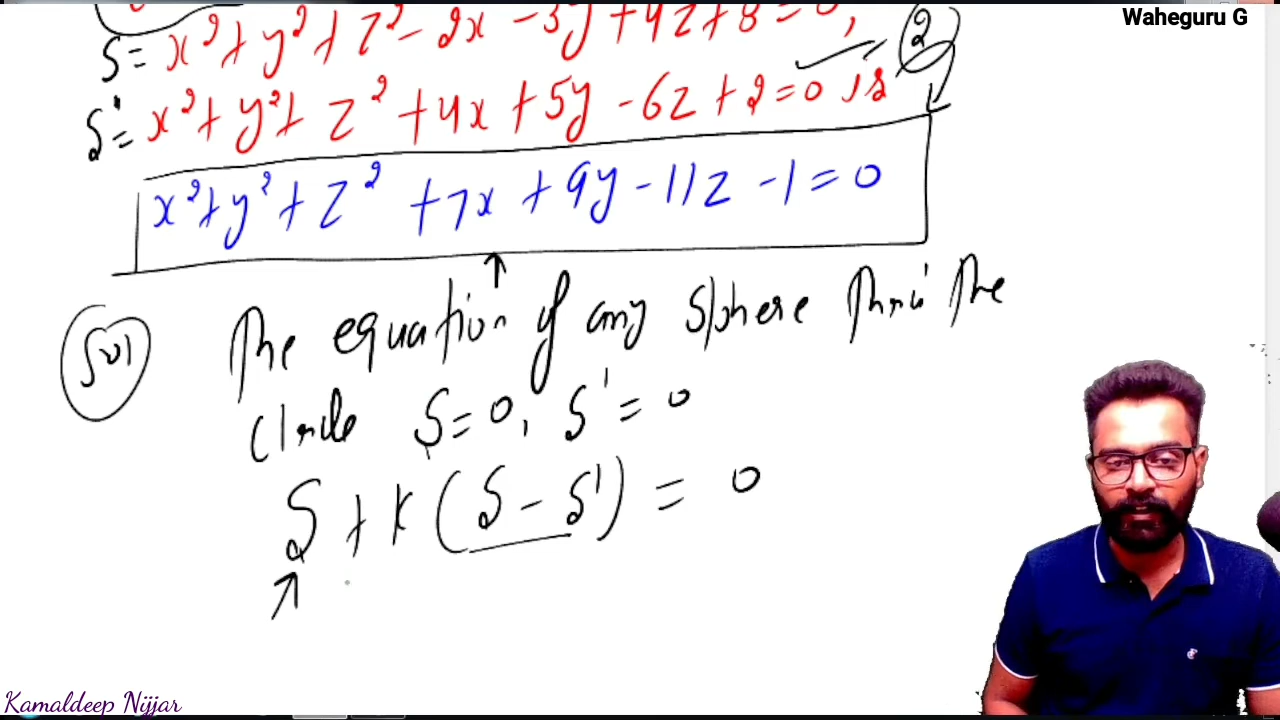 Waheguru G
S = x² + y² + z² - 2x - 3y + 4z + 8 = 0,
2
S' = x² + y² + z² + 4x + 5y - 6z + 2 = 0 is
x² + y² + z² + 7x + 9y - 11z - 1 = 0
Sol The equation of any sphere thru the
circle S = 0, S' = 0
S + K (S - S') = 0
Kamaldeep Nijjar